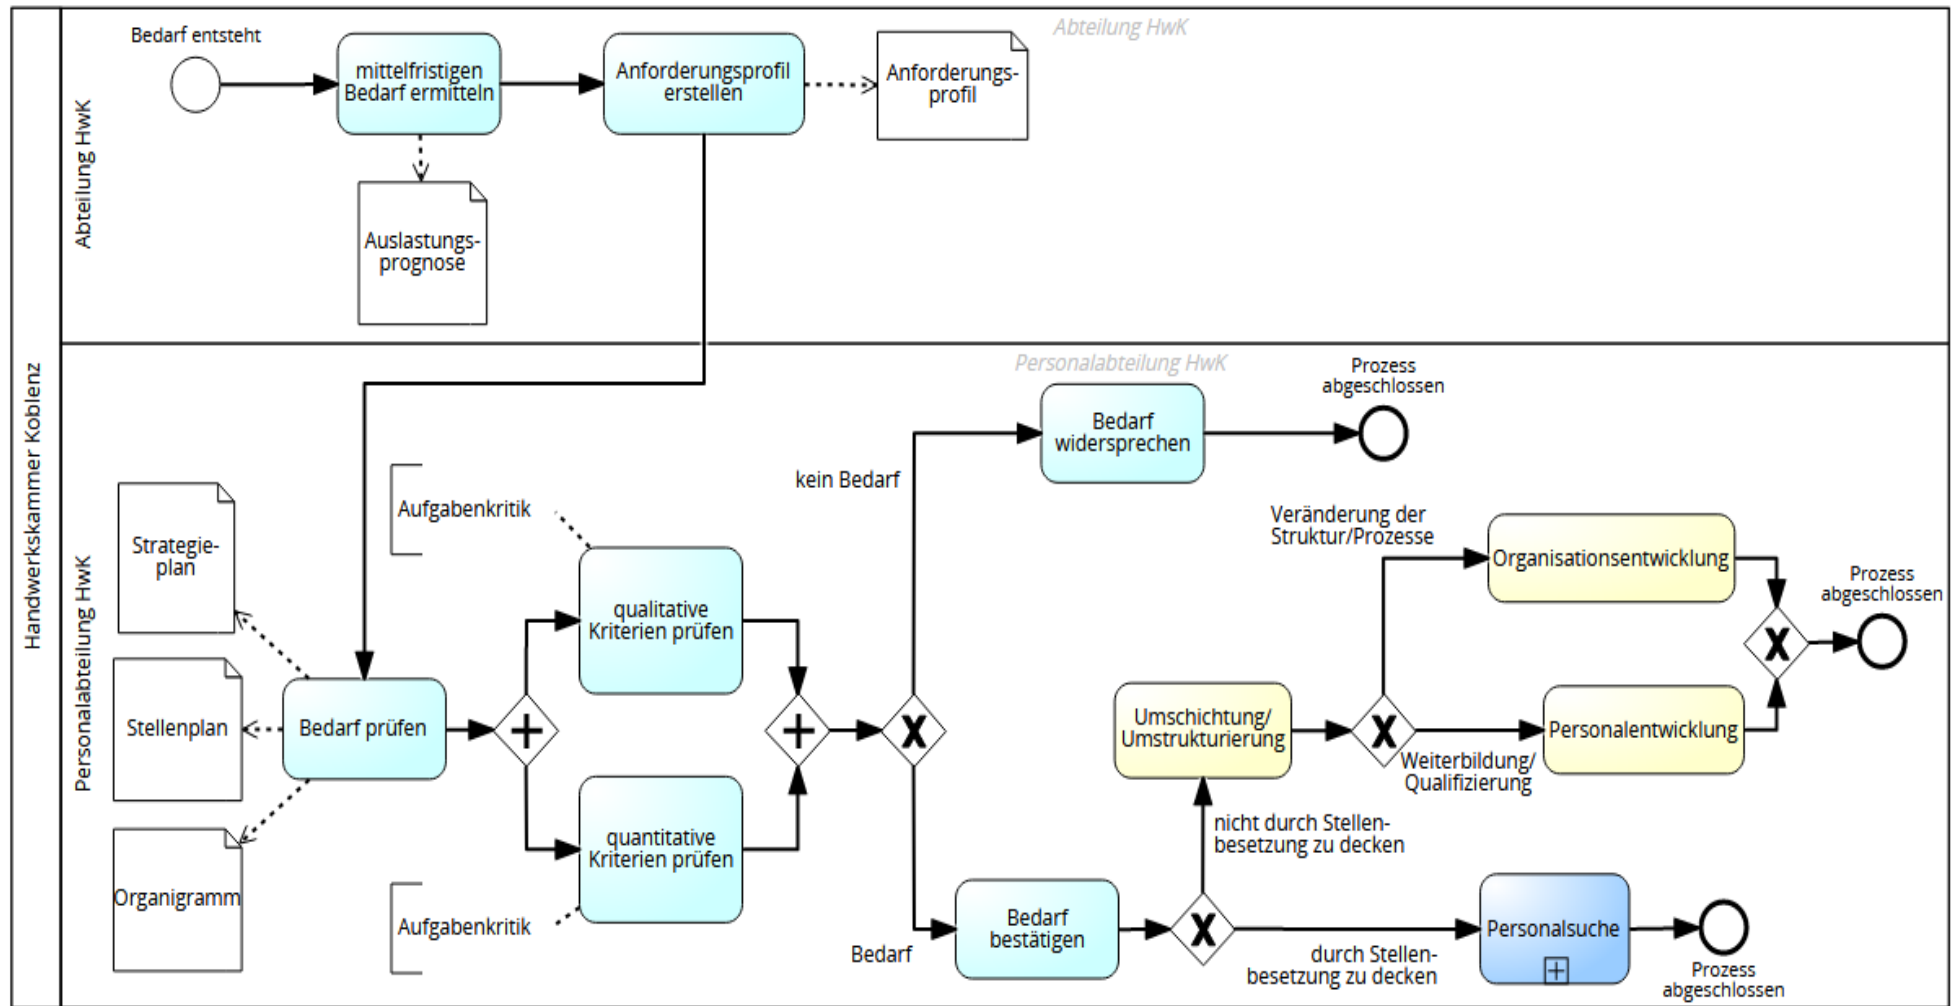 Handwerkskammer Koblenz
Abteilung HwK
Abteilung HwK
Bedarf entsteht
mittelfristigen
Bedarf ermitteln
Anforderungsprofil
erstellen
Anforderungs-
profil
Auslastungs-
prognose
Personalabteilung HwK
Personalabteilung HwK
Strategie-
plan
Stellenplan
Organigramm
Bedarf prüfen
Aufgabenkritik
qualitative
Kriterien prüfen
quantitative
Kriterien prüfen
Aufgabenkritik
kein Bedarf
Bedarf
widersprechen
Prozess
abgeschlossen
Bedarf
Bedarf
bestätigen
nicht durch Stellen-
besetzung zu decken
Umschichtung/
Umstrukturierung
Veränderung der
Struktur/Prozesse
Organisationsentwicklung
Weiterbildung/
Qualifizierung
Personalentwicklung
Prozess
abgeschlossen
durch Stellen-
besetzung zu decken
Personalsuche
Prozess
abgeschlossen